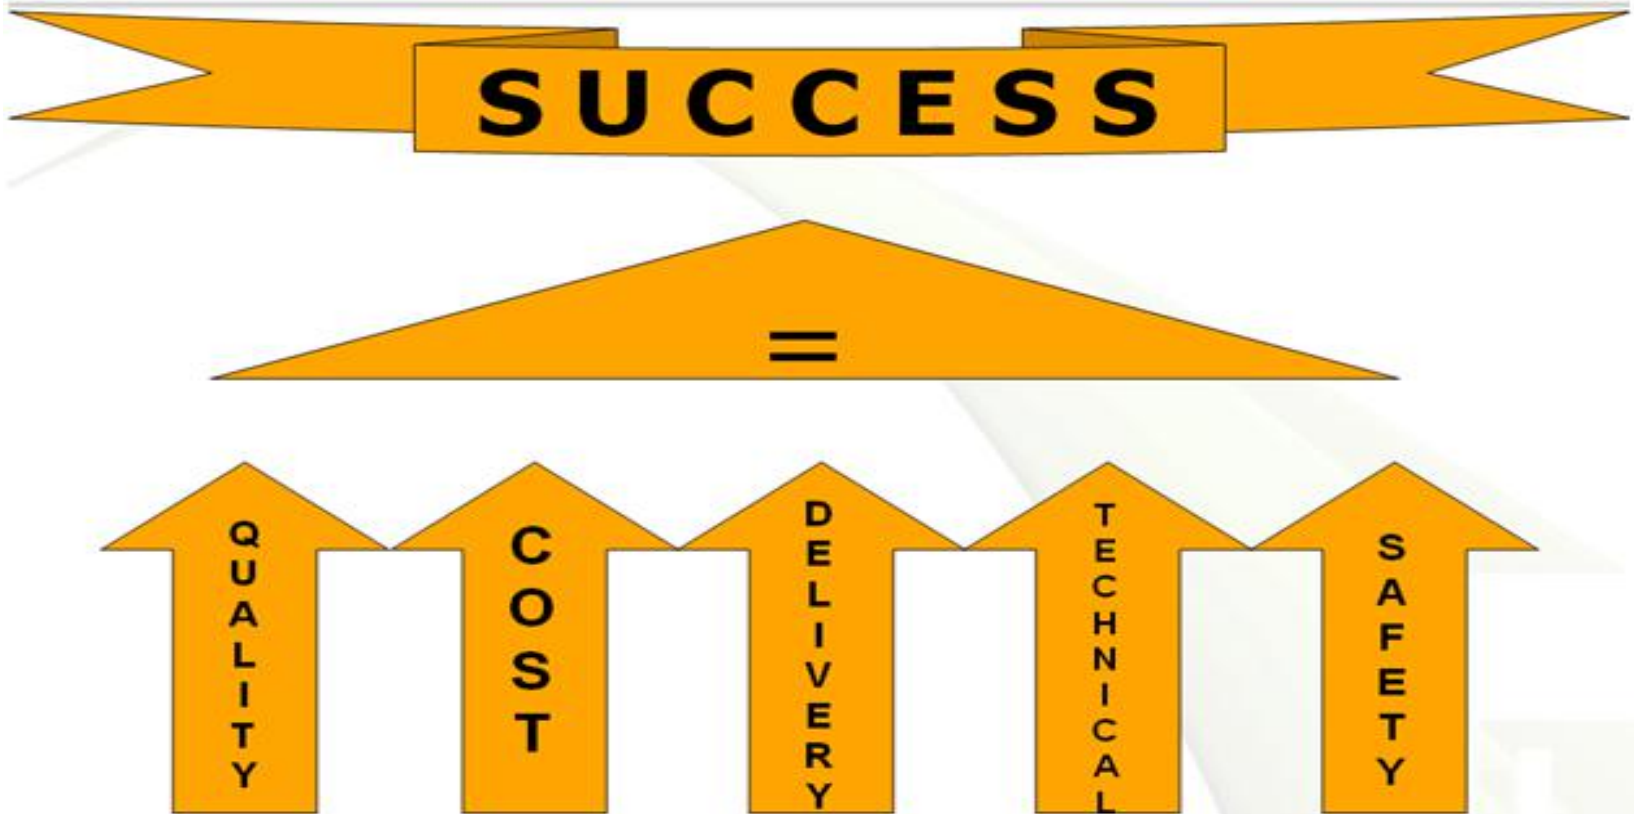 SUCCESS
=
QUALITY
COST
DELIVERY
TECHNICAL
SAFETY